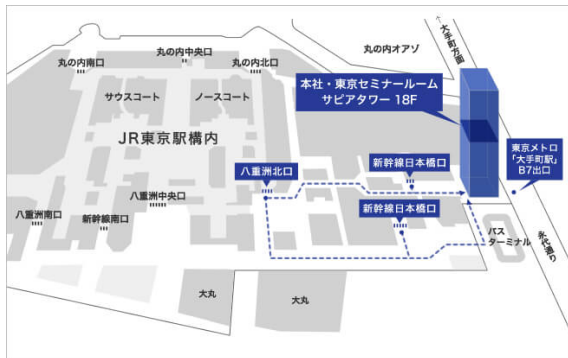 ↑大手町方面
丸の内中央口
丸の内オアゾ
丸の内南口
丸の内北口
本社・東京セミナールーム
サピアタワー 18F
サウスコート
ノースコート
JR東京駅構内
東京メトロ
「大手町駅」
B7出口
新幹線日本橋口
八重洲北口
八重洲中央口
新幹線日本橋口
八重洲南口
新幹線南口
バス
ターミナル
永代通り
大丸
大丸